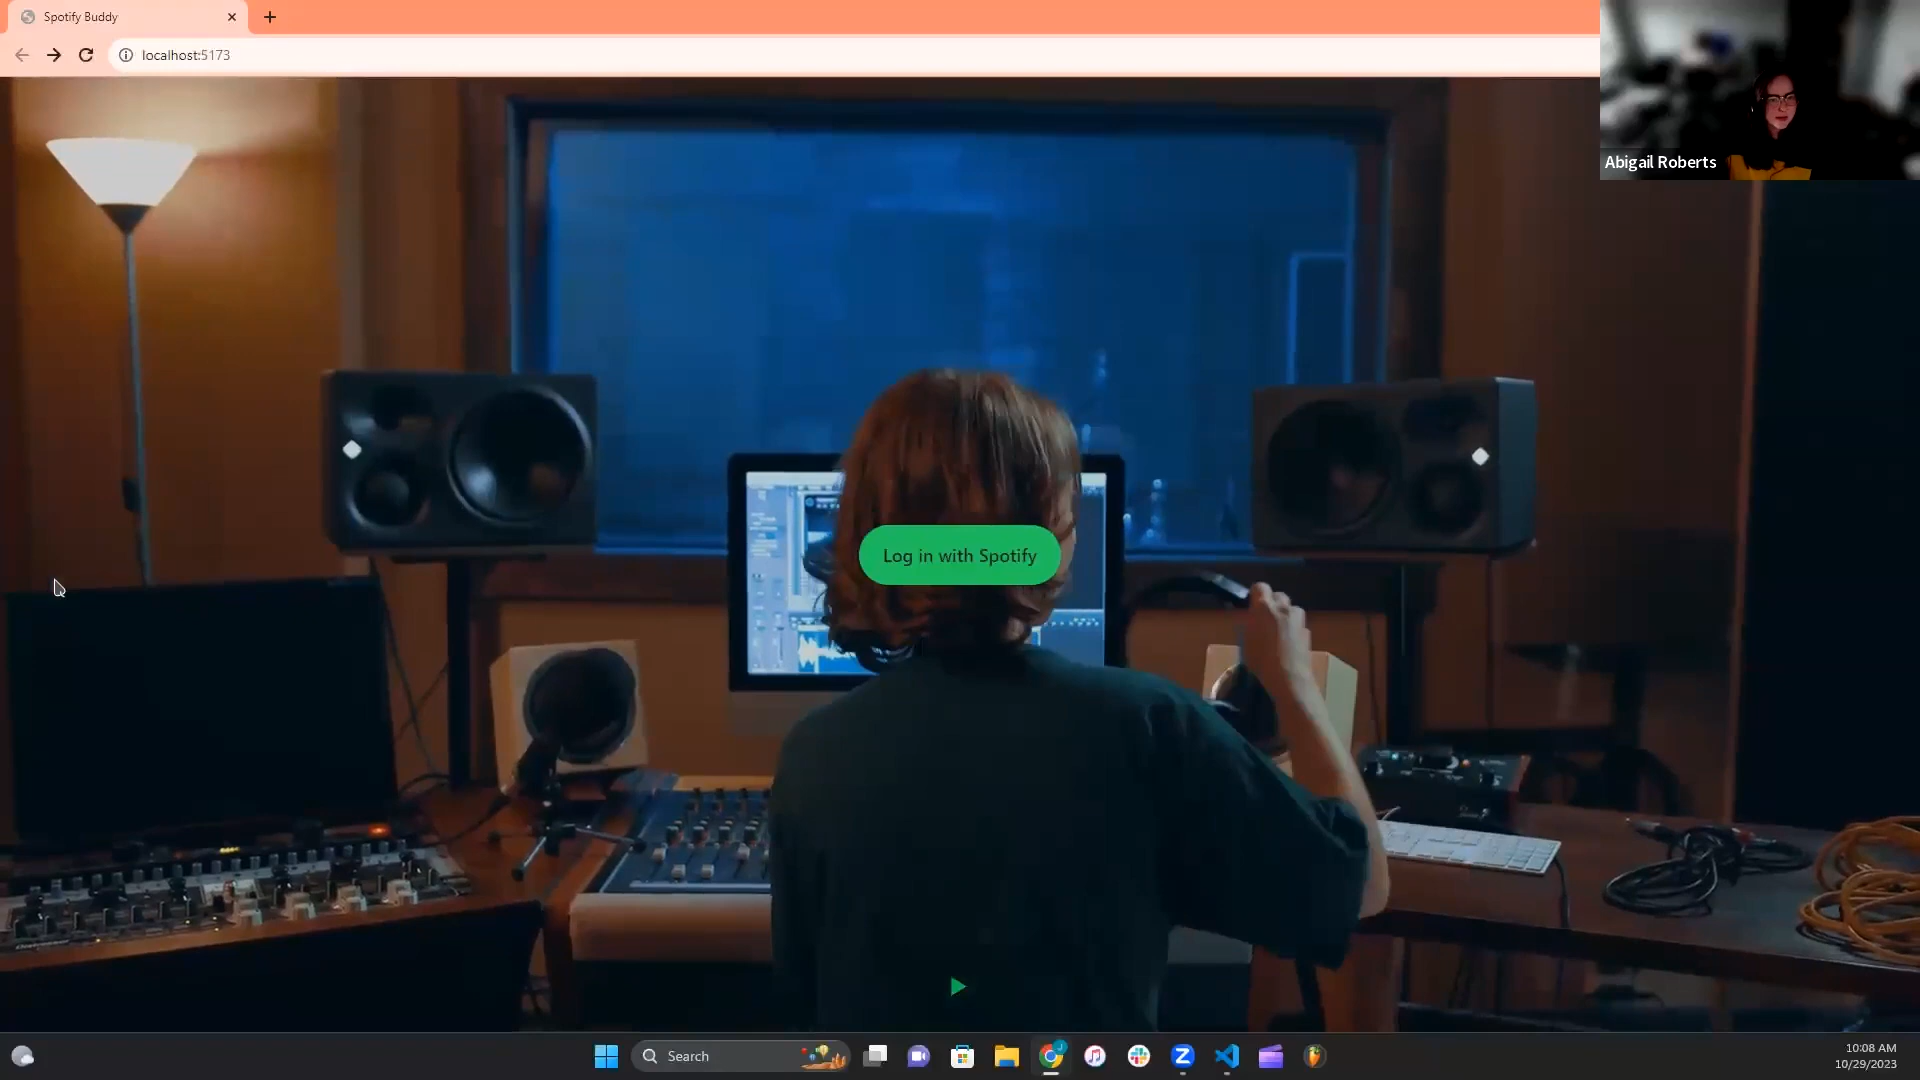 Spotify Buddy
localhost:5173
Abigail Roberts
Log in with Spotify
Search
10:08 AM
10/29/2023